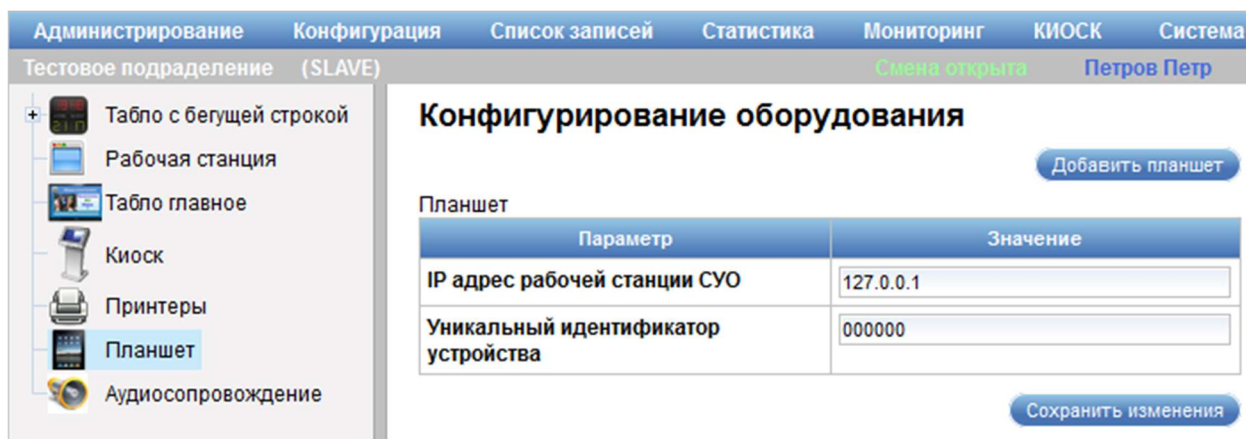 Администрирование Конфигурация Список записей Статистика Мониторинг КИОСК Система
Тестовое подраделение (SLAVE) Смена открыта Петров Петр
Табло с бегущей строкой
Рабочая станция
Табло главное
Киоск
Принтеры
Планшет
Аудиосопровождение
Конфигурирование оборудования
Добавить планшет
Планшет
Параметр Значение
IP адрес рабочей станции СУО 127.0.0.1
Уникальный идентификатор 000000
устройства
Сохранить изменения